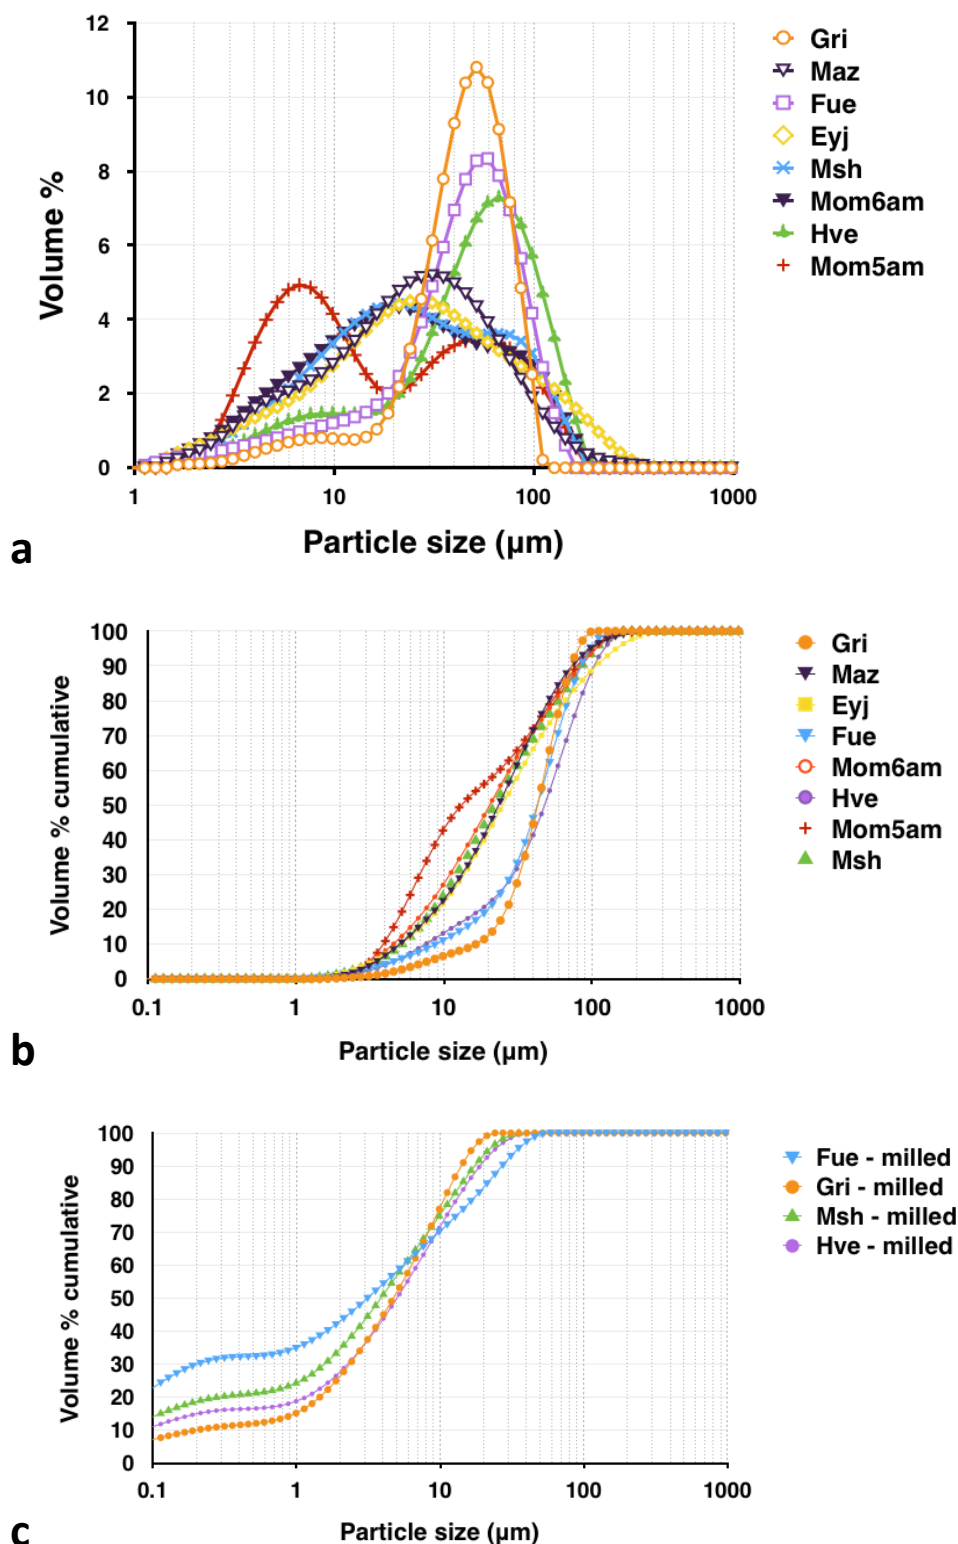 12
10
8
6
4
2
0
Volume %
1 10 100 1000
Particle size (µm)
Gri
Maz
Fue
Eyj
Msh
Mom6am
Hve
Mom5am
a
100
90
80
70
60
50
40
30
20
10
0
Volume % cumulative
0.1 1 10 100 1000
Particle size (µm)
Gri
Maz
Eyj
Fue
Mom6am
Hve
Mom5am
Msh
b
100
90
80
70
60
50
40
30
20
10
0
Volume % cumulative
0.1 1 10 100 1000
Particle size (µm)
Fue - milled
Gri - milled
Msh - milled
Hve - milled
c